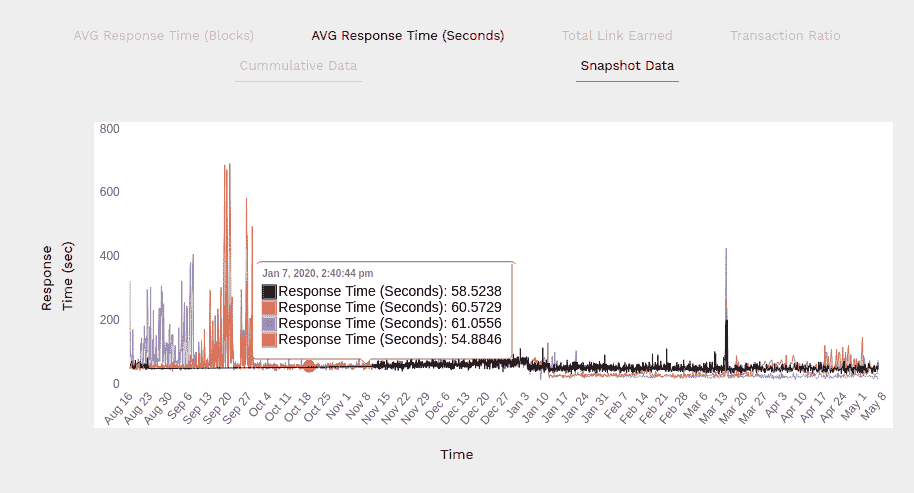 AVG Response Time (Blocks) AVG Response Time (Seconds) Total Link Earned Transaction Ratio
Cummulative Data Snapshot Data
800
600
400
200
0
Response
Time (sec)
Jan 7, 2020, 2:40:44 pm
Response Time (Seconds): 58.5238
Response Time (Seconds): 60.5729
Response Time (Seconds): 61.0556
Response Time (Seconds): 54.8846
Aug 16 Aug 23 Aug 30 Sep 6 Sep 13 Sep 20 Sep 27 Oct 4 Oct 11 Oct 18 Oct 25 Nov 1 Nov 8 Nov 15 Nov 22 Nov 29 Dec 6 Dec 13 Dec 20 Dec 27 Jan 3 Jan 10 Jan 17 Jan 24 Jan 31 Feb 7 Feb 14 Feb 21 Feb 28 Mar 6 Mar 13 Mar 20 Mar 27 Apr 3 Apr 10 Apr 17 Apr 24 May 1 May 8
Time